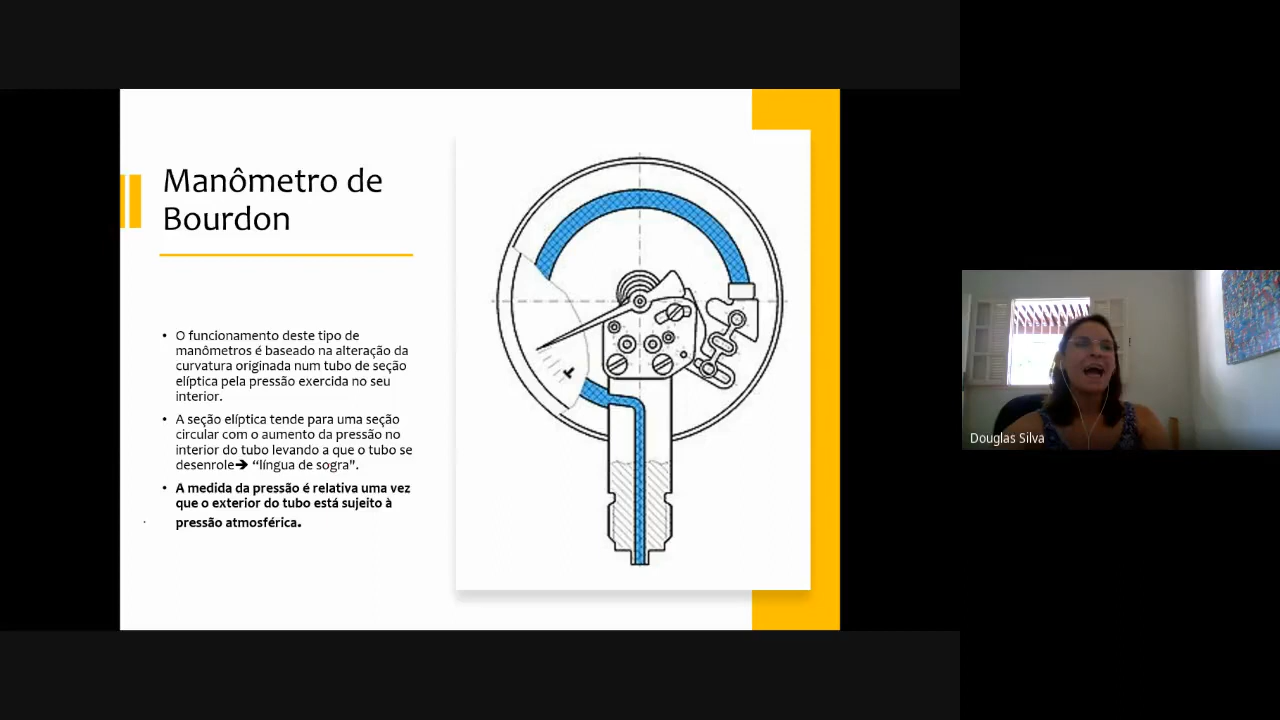 Manômetro de
Bourdon
• O funcionamento deste tipo de
manômetros é baseado na alteração da
curvatura originada num tubo de seção
elíptica pela pressão exercida no seu
interior.
• A seção elíptica tende para uma seção
circular com o aumento da pressão no
interior do tubo levando a que o tubo se
desenrole➔ “língua de sogra”.
• A medida da pressão é relativa uma vez
que o exterior do tubo está sujeito à
pressão atmosférica.
Douglas Silva